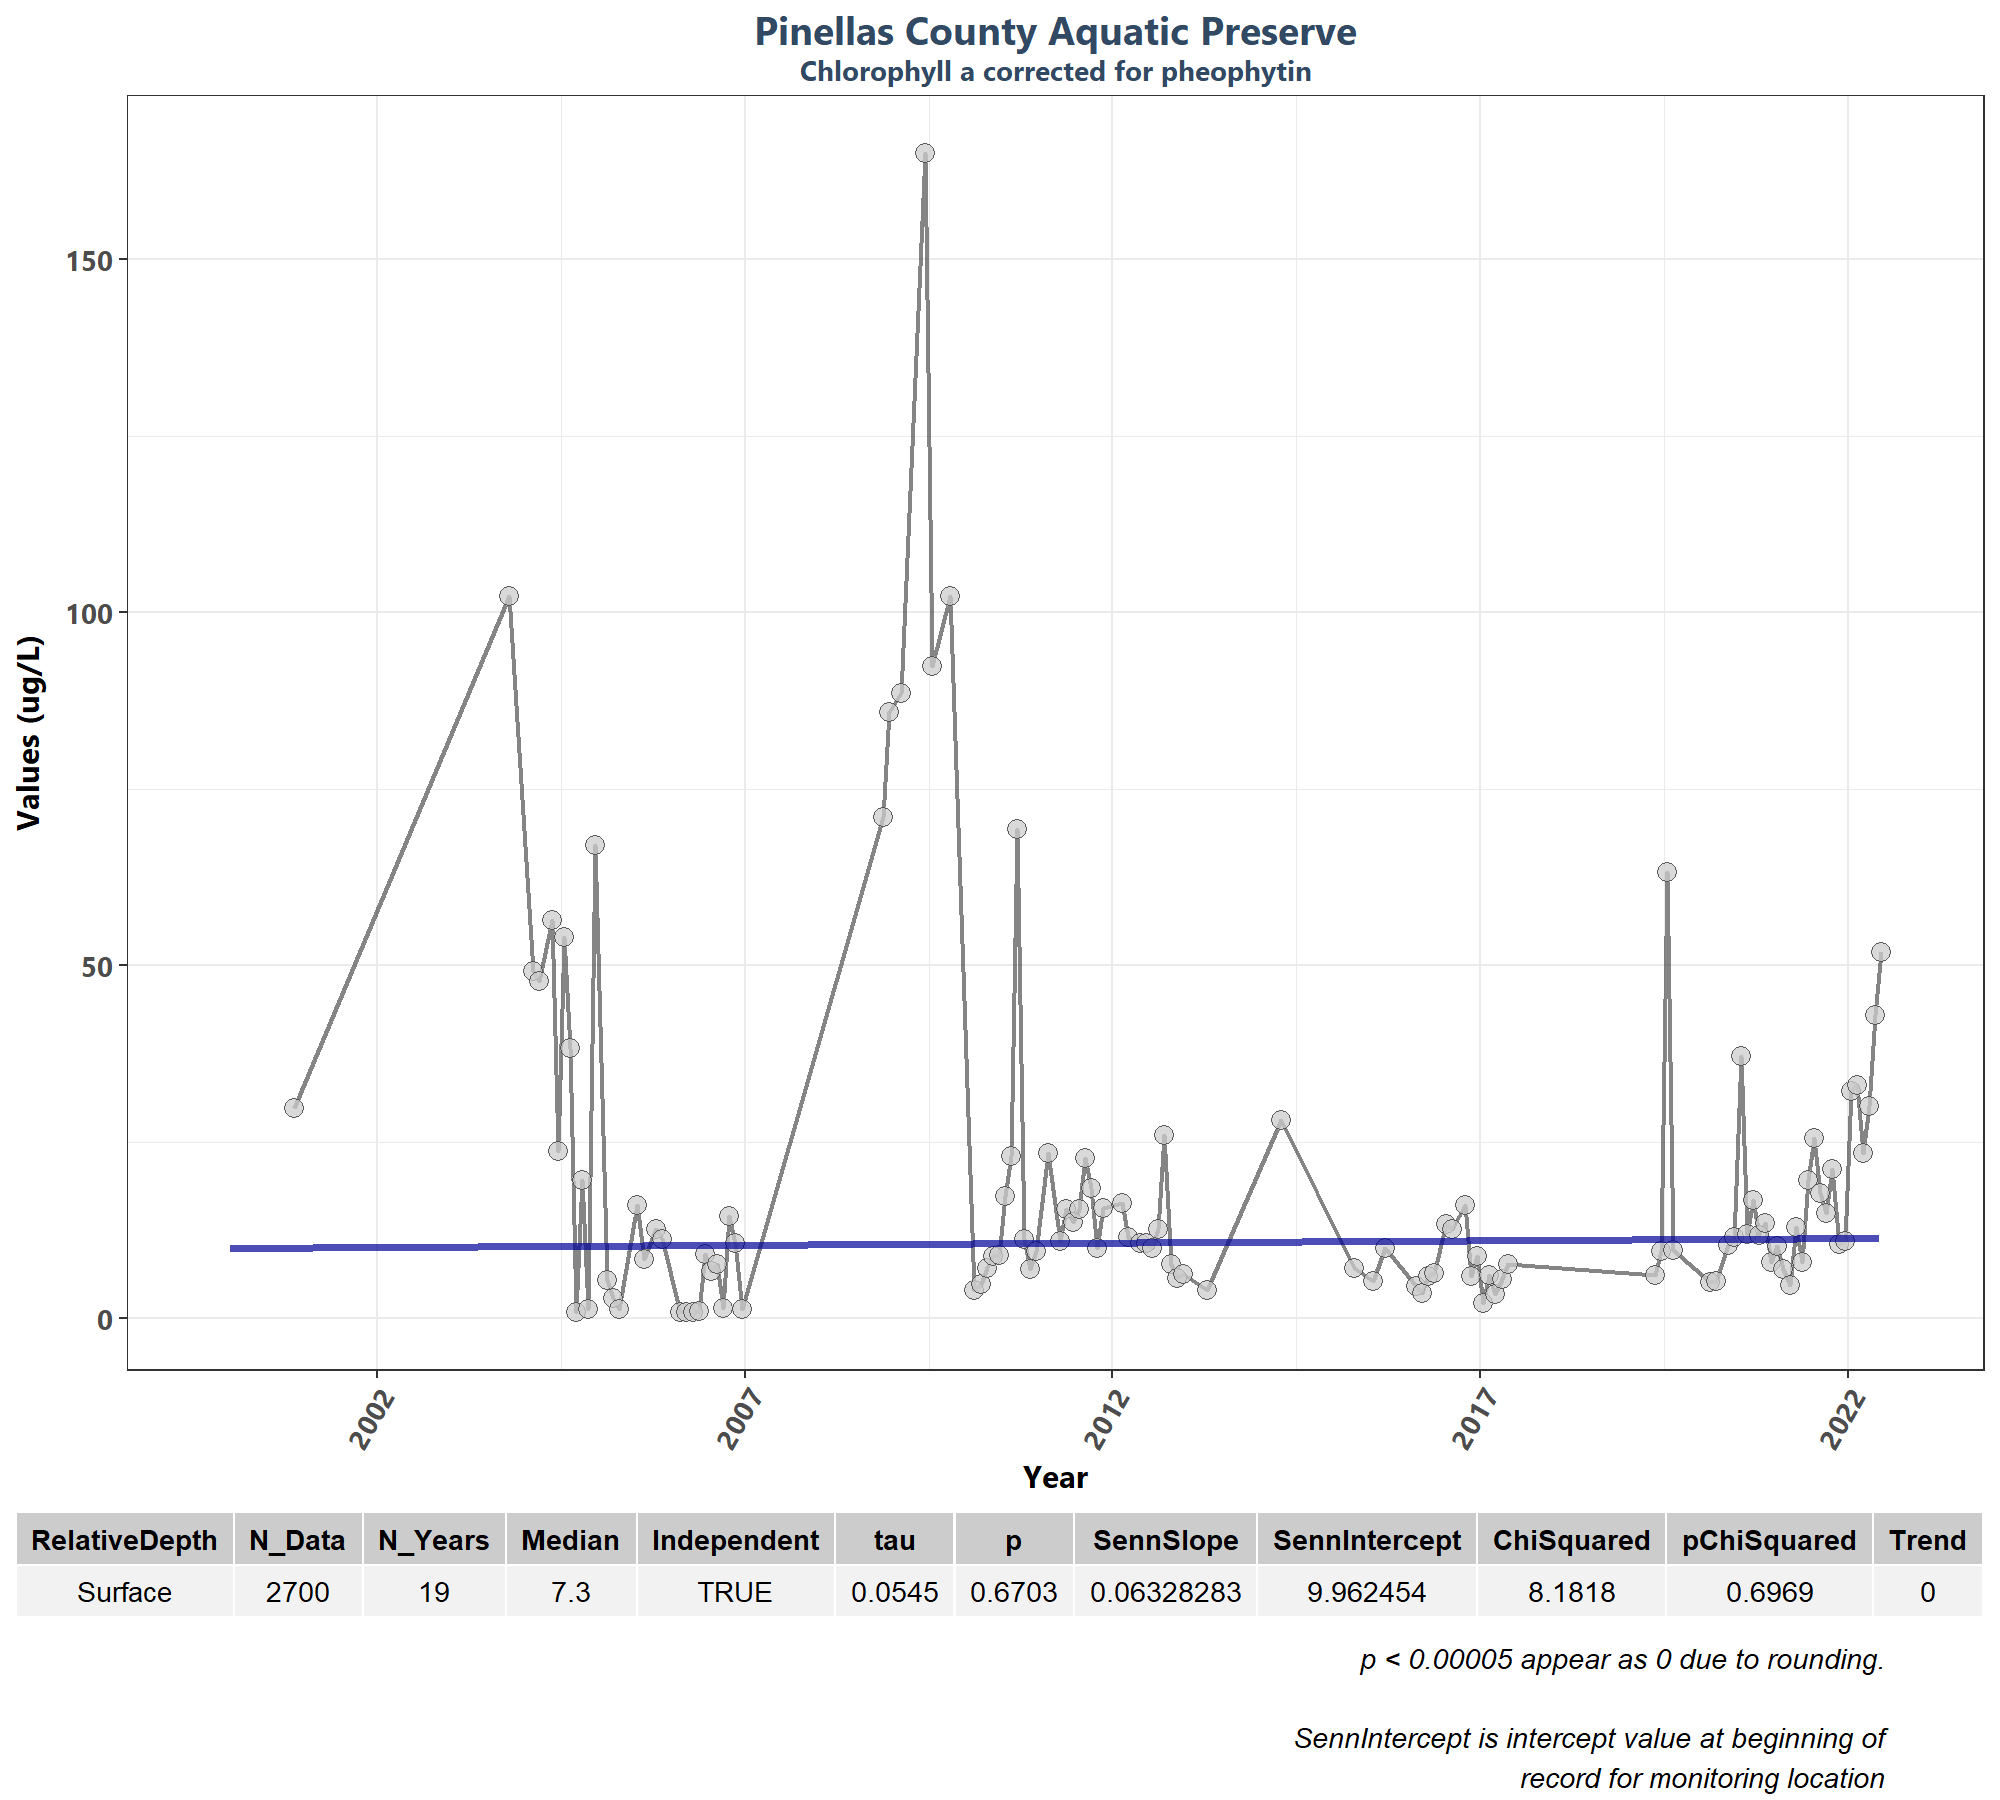 Pinellas County Aquatic Preserve
Chlorophyll a corrected for pheophytin
Values (ug/L)
150
100
50
0
2002
2007
2012
2017
2022
Year
RelativeDepth N_Data N_Years Median Independent tau p SennSlope SennIntercept ChiSquared pChiSquared Trend
Surface 2700 19 7.3 TRUE 0.0545 0.6703 0.06328283 9.962454 8.1818 0.6969 0
p < 0.00005 appear as 0 due to rounding.
SennIntercept is intercept value at beginning of
record for monitoring location